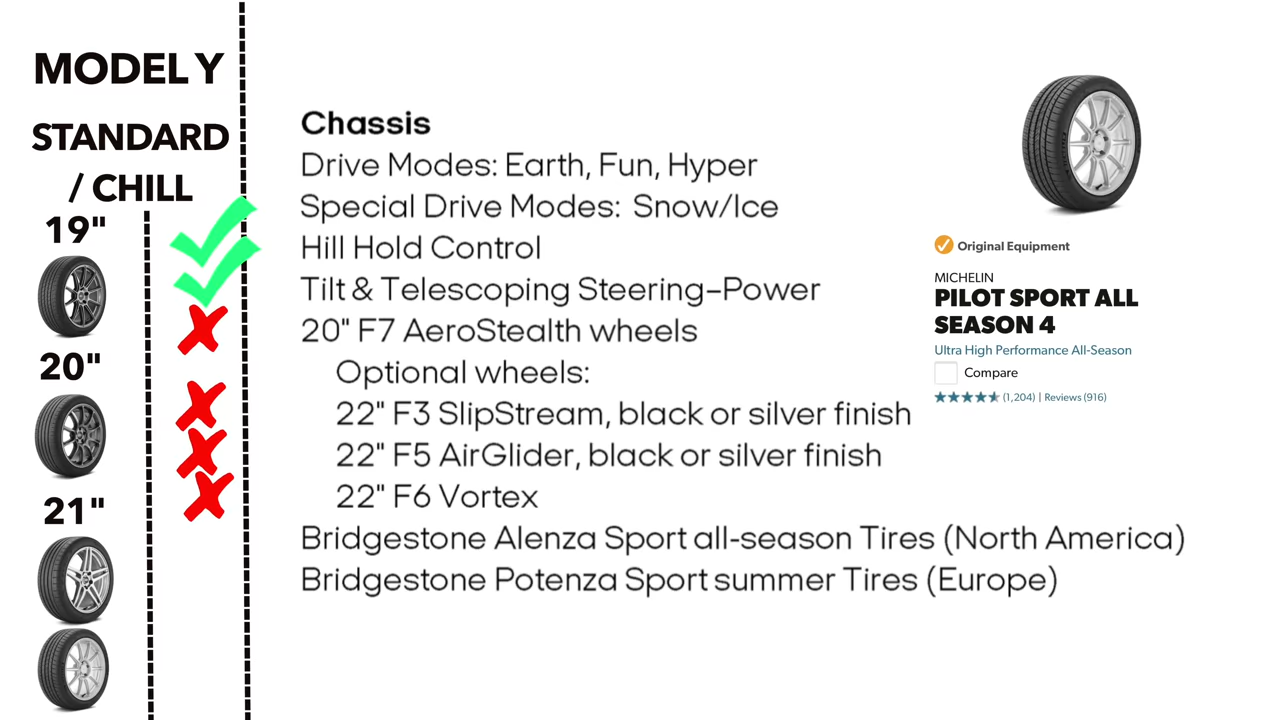 MODEL Y
STANDARD
/ CHILL
19"
20"
21"
Chassis
Drive Modes: Earth, Fun, Hyper
Special Drive Modes: Snow/Ice
Hill Hold Control
Tilt & Telescoping Steering–Power
20" F7 AeroStealth wheels
Optional wheels:
22" F3 SlipStream, black or silver finish
22" F5 AirGlider, black or silver finish
22" F6 Vortex
Bridgestone Alenza Sport all-season Tires (North America)
Bridgestone Potenza Sport summer Tires (Europe)
Original Equipment
MICHELIN
PILOT SPORT ALL
SEASON 4
Ultra High Performance All-Season
Compare
(1,204) | Reviews (916)